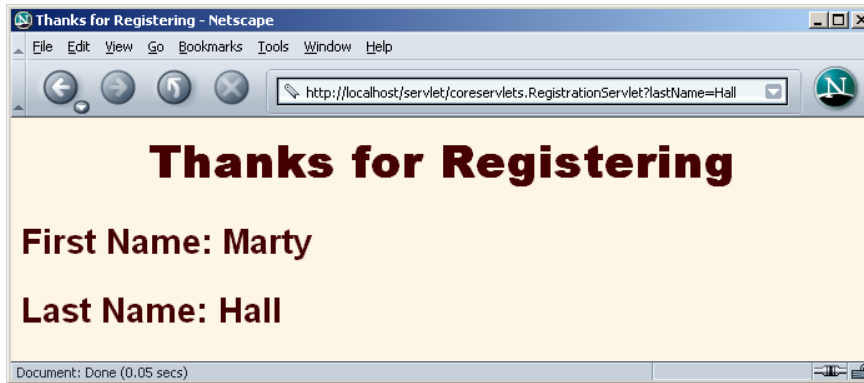 Thanks for Registering - Netscape
File Edit View Go Bookmarks Tools Window Help
http://localhost/servlet/coreservlets.RegistrationServlet?lastName=Hall
N
Thanks for Registering
First Name: Marty
Last Name: Hall
Document: Done (0.05 secs)